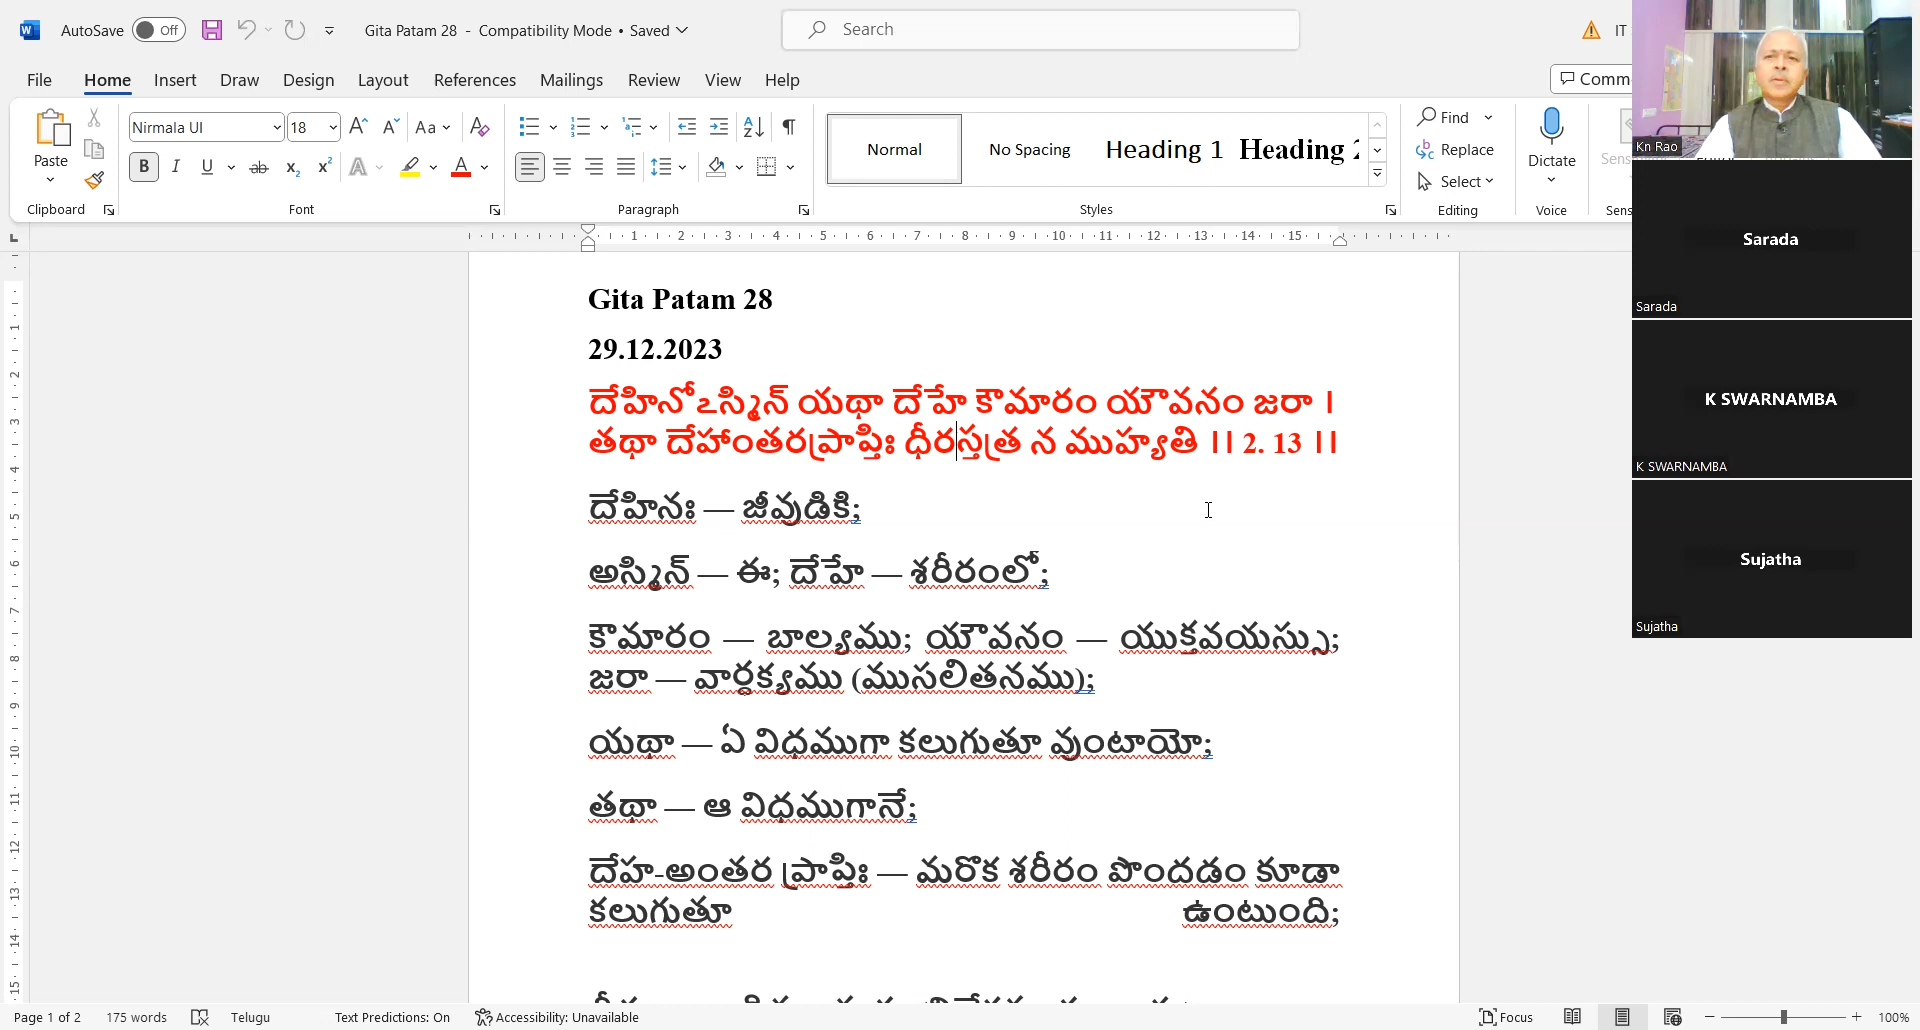 AutoSave Off Gita Patam 28 - Compatibility Mode • Saved Search IT
File Home Insert Draw Design Layout References Mailings Review View Help Comm
Paste Nirmala UI 18 Normal No Spacing Heading 1 Heading 2 Find Replace Select Dictate Sens
Clipboard Font Paragraph Styles Editing Voice Sens
Kn Rao
Sarada
Sarada
K SWARNAMBA
K SWARNAMBA
Sujatha
Sujatha
Gita Patam 28
29.12.2023
దేహినోఽస్మిన్ యథా దేహే కౌమారం యౌవనం జరా ।
తథా దేహాంతరప్రాప్తిః ధీరస్తత్ర న ముహ్యతి ।। 2. 13 ।।
దేహినః — జీవుడికి;
అస్మిన్ — ఈ; దేహే — శరీరంలో;
కౌమారం — బాల్యము; యౌవనం — యుక్తవయస్సు;
జరా — వార్ధక్యము (ముసలితనము);
యథా — ఏ విధముగా కలుగుతూ వుంటాయో;
తథా — ఆ విధముగానే;
దేహ-అంతర ప్రాప్తిః — మరొక శరీరం పొందడం కూడా
కలుగుతూ ఉంటుంది;
Page 1 of 2 175 words Telugu Text Predictions: On Accessibility: Unavailable Focus 100%